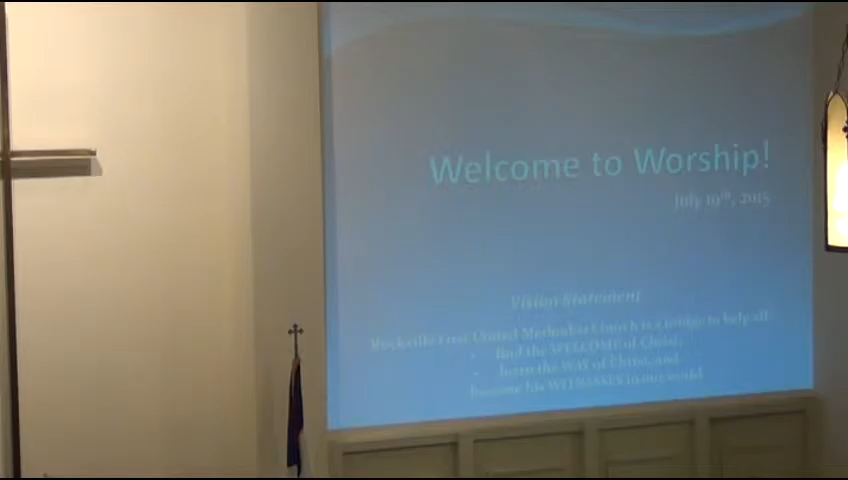 Welcome to Worship!
July 19th, 2015
Vision Statement
Rockville First United Methodist Church is a bridge to help all
find the WELCOME of Christ,
learn the WAY of Christ, and
become his WITNESSES in our world